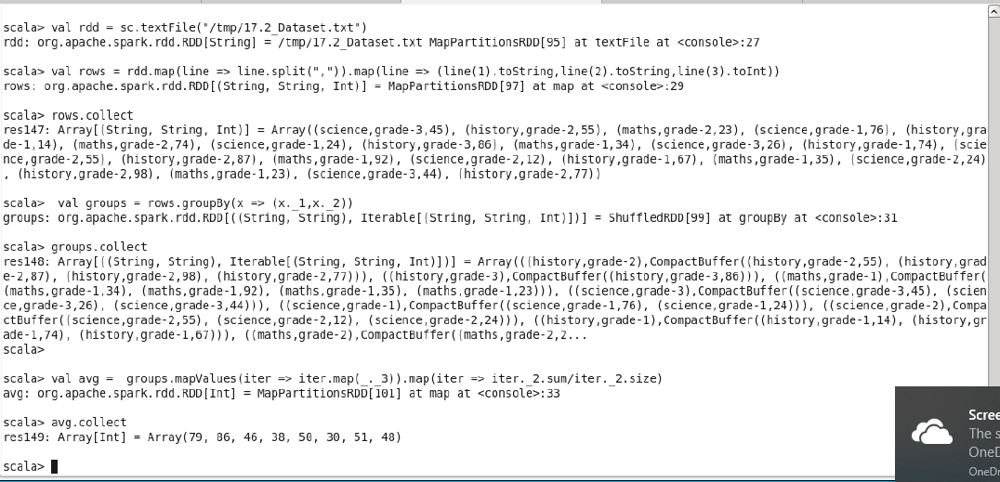 scala> val rdd = sc.textFile("/tmp/17.2_Dataset.txt")
rdd: org.apache.spark.rdd.RDD[String] = /tmp/17.2_Dataset.txt MapPartitionsRDD[95] at textFile at <console>:27
scala> val rows = rdd.map(line => line.split(",")).map(line => (line(1).toString,line(2).toString,line(3).toInt))
rows: org.apache.spark.rdd.RDD[(String, String, Int)] = MapPartitionsRDD[97] at map at <console>:29
scala> rows.collect
res147: Array[(String, String, Int)] = Array((science,grade-3,45), (history,grade-2,55), (maths,grade-2,23), (science,grade-1,76), (history,gra
de-1,14), (maths,grade-2,74), (science,grade-1,24), (history,grade-3,86), (maths,grade-1,34), (science,grade-3,26), (history,grade-1,74), (scie
nce,grade-2,55), (history,grade-2,87), (maths,grade-1,92), (science,grade-2,12), (history,grade-1,67), (maths,grade-1,35), (science,grade-2,24)
, (history,grade-2,98), (maths,grade-1,23), (science,grade-3,44), (history,grade-2,77))
scala>  val groups = rows.groupBy(x => (x._1,x._2))
groups: org.apache.spark.rdd.RDD[((String, String), Iterable[(String, String, Int)])] = ShuffledRDD[99] at groupBy at <console>:31
scala> groups.collect
res148: Array[((String, String), Iterable[(String, String, Int)])] = Array(((history,grade-2),CompactBuffer((history,grade-2,55), (history,grad
e-2,87), (history,grade-2,98), (history,grade-2,77))), ((history,grade-3),CompactBuffer((history,grade-3,86))), ((maths,grade-1),CompactBuffer(
(maths,grade-1,34), (maths,grade-1,92), (maths,grade-1,35), (maths,grade-1,23))), ((science,grade-3),CompactBuffer((science,grade-3,45), (scien
ce,grade-3,26), (science,grade-3,44))), ((science,grade-1),CompactBuffer((science,grade-1,76), (science,grade-1,24))), ((science,grade-2),Compa
ctBuffer((science,grade-2,55), (science,grade-2,12), (science,grade-2,24))), ((history,grade-1),CompactBuffer((history,grade-1,14), (history,gr
ade-1,74), (history,grade-1,67))), ((maths,grade-2),CompactBuffer((maths,grade-2,2...
scala>
scala> val avg =  groups.mapValues(iter => iter.map(_._3)).map(iter => iter._2.sum/iter._2.size)
avg: org.apache.spark.rdd.RDD[Int] = MapPartitionsRDD[101] at map at <console>:33
scala> avg.collect
res149: Array[Int] = Array(79, 86, 46, 38, 50, 30, 51, 48)
scala>
Scree
The s
OneD
OneDr